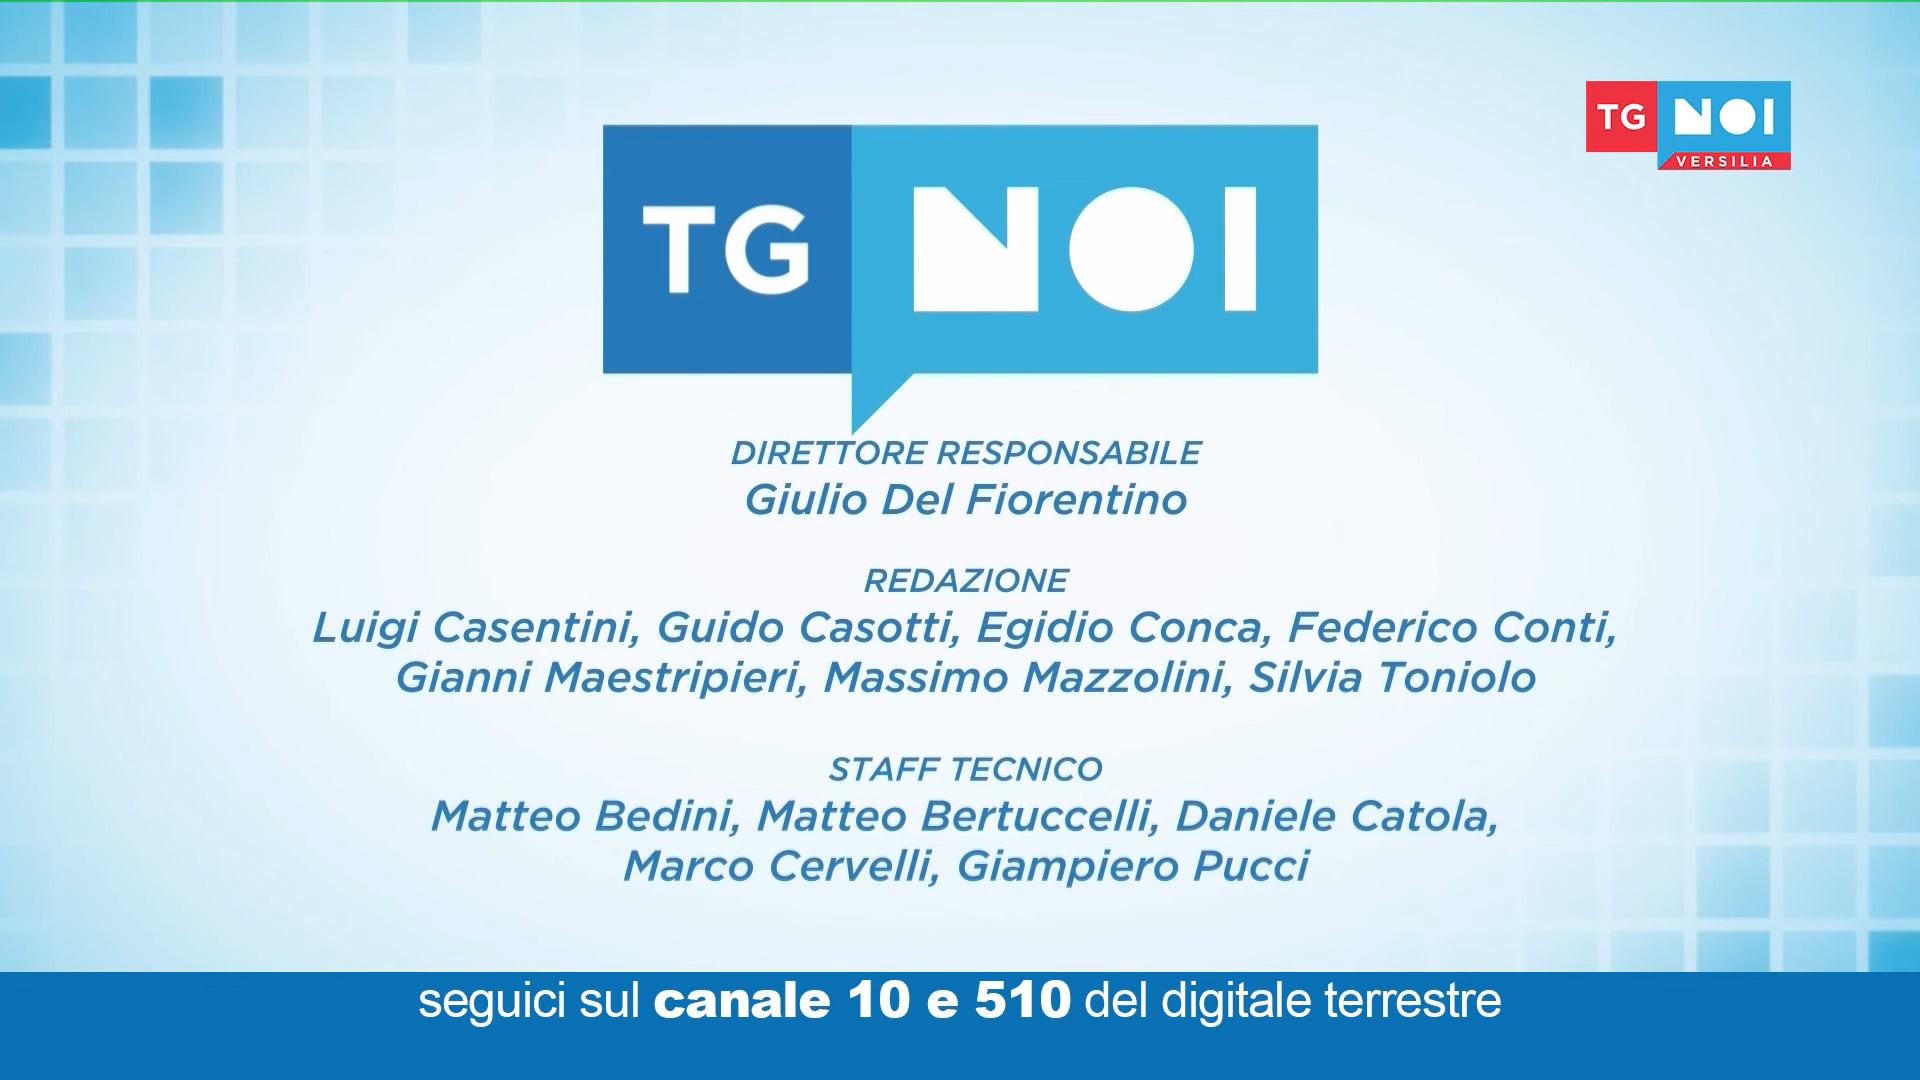 TG NOI
VERSILIA
TG NOI
DIRETTORE RESPONSABILE
Giulio Del Fiorentino
REDAZIONE
Luigi Casentini, Guido Casotti, Egidio Conca, Federico Conti,
Gianni Maestripieri, Massimo Mazzolini, Silvia Toniolo
STAFF TECNICO
Matteo Bedini, Matteo Bertuccelli, Daniele Catola,
Marco Cervelli, Giampiero Pucci
seguici sul canale 10 e 510 del digitale terrestre